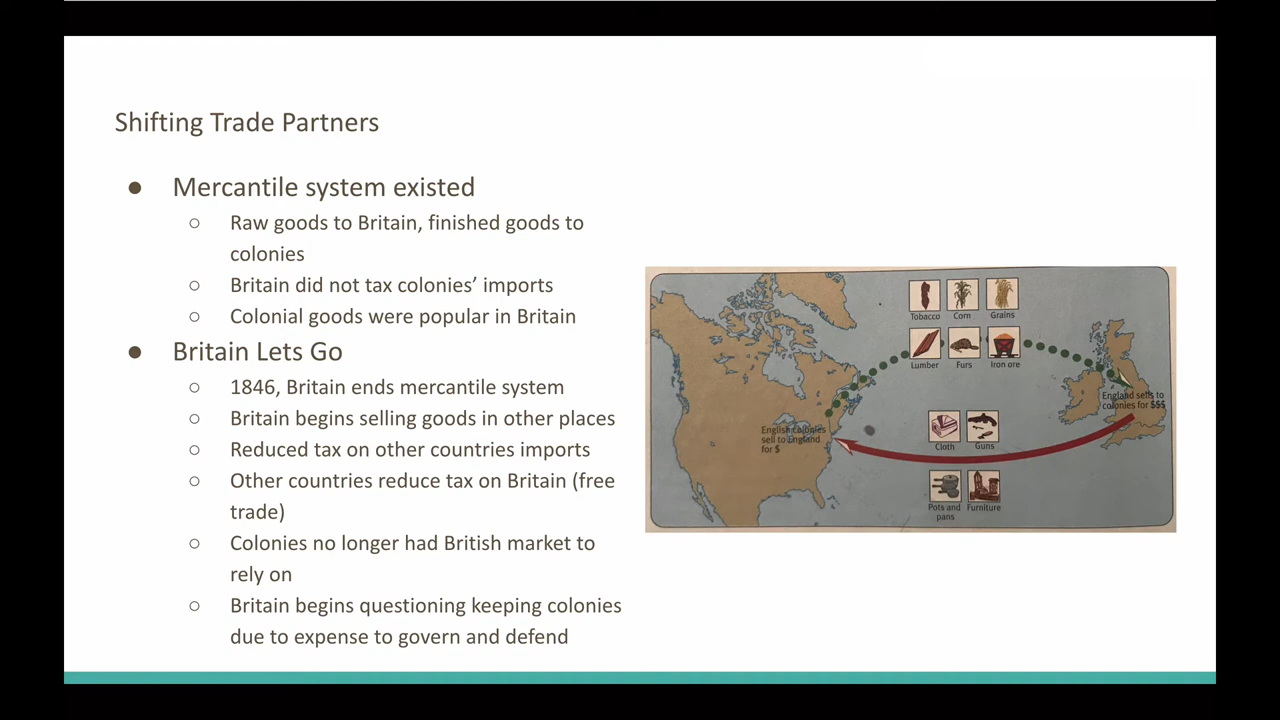 Shifting Trade Partners
● Mercantile system existed
○ Raw goods to Britain, finished goods to
colonies
○ Britain did not tax colonies’ imports
○ Colonial goods were popular in Britain
● Britain Lets Go
○ 1846, Britain ends mercantile system
○ Britain begins selling goods in other places
○ Reduced tax on other countries imports
○ Other countries reduce tax on Britain (free
trade)
○ Colonies no longer had British market to
rely on
○ Britain begins questioning keeping colonies
due to expense to govern and defend
Tobacco Corn Grains
Lumber Furs Iron ore
England sells to
colonies for $$$
English colonies
sell to England
for $
Cloth Guns
Pots and
pans
Furniture